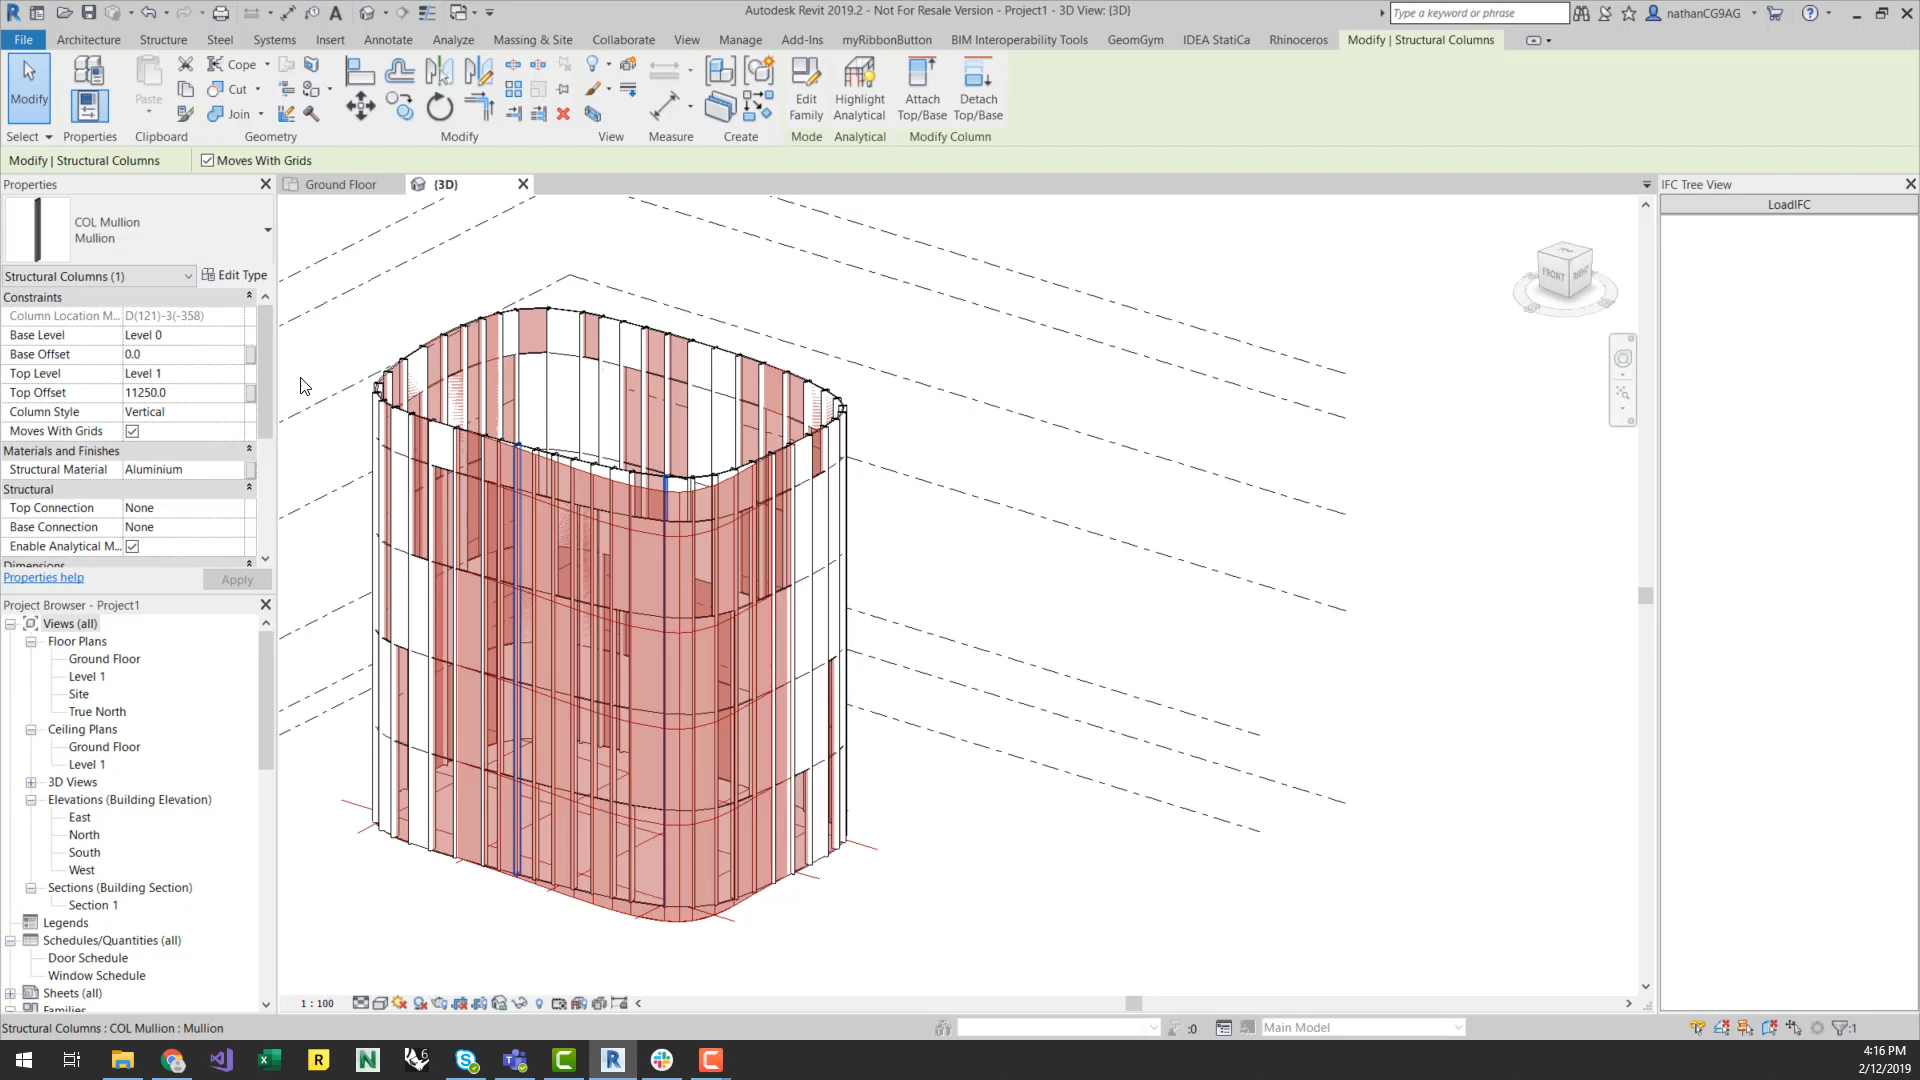 Autodesk Revit 2019.2 - Not For Resale Version - Project1 - 3D View: {3D}
Type a keyword or phrase
nathanCG9AG
File
Architecture
Structure
Steel
Systems
Insert
Annotate
Analyze
Massing & Site
Collaborate
View
Manage
Add-Ins
myRibbonButton
BIM Interoperability Tools
GeomGym
IDEA StatiCa
Rhinoceros
Modify | Structural Columns
Modify
Paste
Cope
Cut
Join
Edit Family
Highlight Analytical
Attach Top/Base
Detach Top/Base
Select
Properties
Clipboard
Geometry
Modify
View
Measure
Create
Mode
Analytical
Modify Column
Modify | Structural Columns
Moves With Grids
Properties
Ground Floor
{3D}
IFC Tree View
LoadIFC
COL Mullion
Mullion
Structural Columns (1)
Edit Type
Constraints
Column Location M... D(121)-3(-358)
Base Level Level 0
Base Offset 0.0
Top Level Level 1
Top Offset 11250.0
Column Style Vertical
Moves With Grids
Materials and Finishes
Structural Material Aluminium
Structural
Top Connection None
Base Connection None
Enable Analytical M...
Dimensions
Properties help
Apply
FRONT
RIGHT
Project Browser - Project1
Views (all)
Floor Plans
Ground Floor
Level 1
Site
True North
Ceiling Plans
Ground Floor
Level 1
3D Views
Elevations (Building Elevation)
East
North
South
West
Sections (Building Section)
Section 1
Legends
Schedules/Quantities (all)
Door Schedule
Window Schedule
Sheets (all)
Families
1 : 100
Structural Columns : COL Mullion : Mullion
:0
Main Model
:1
4:16 PM
2/12/2019